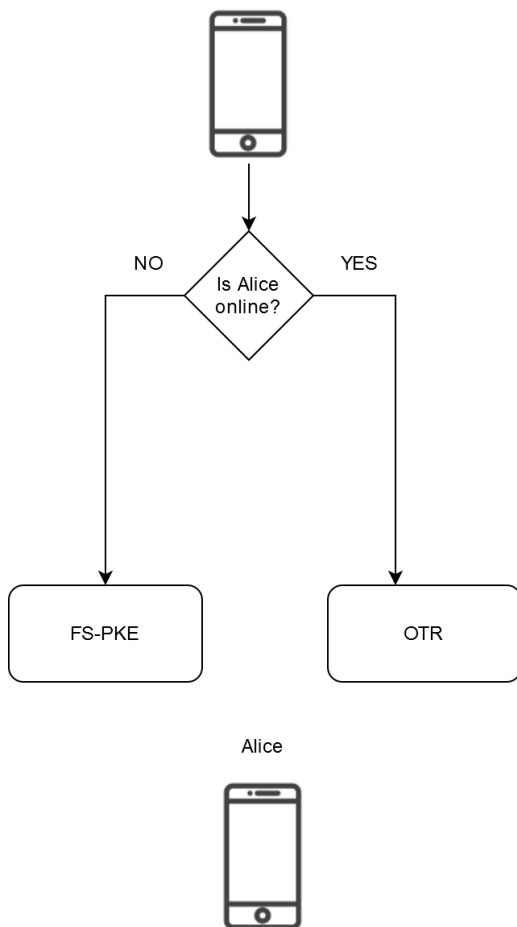 NO
YES
Is Alice
online?
FS-PKE
OTR
Alice